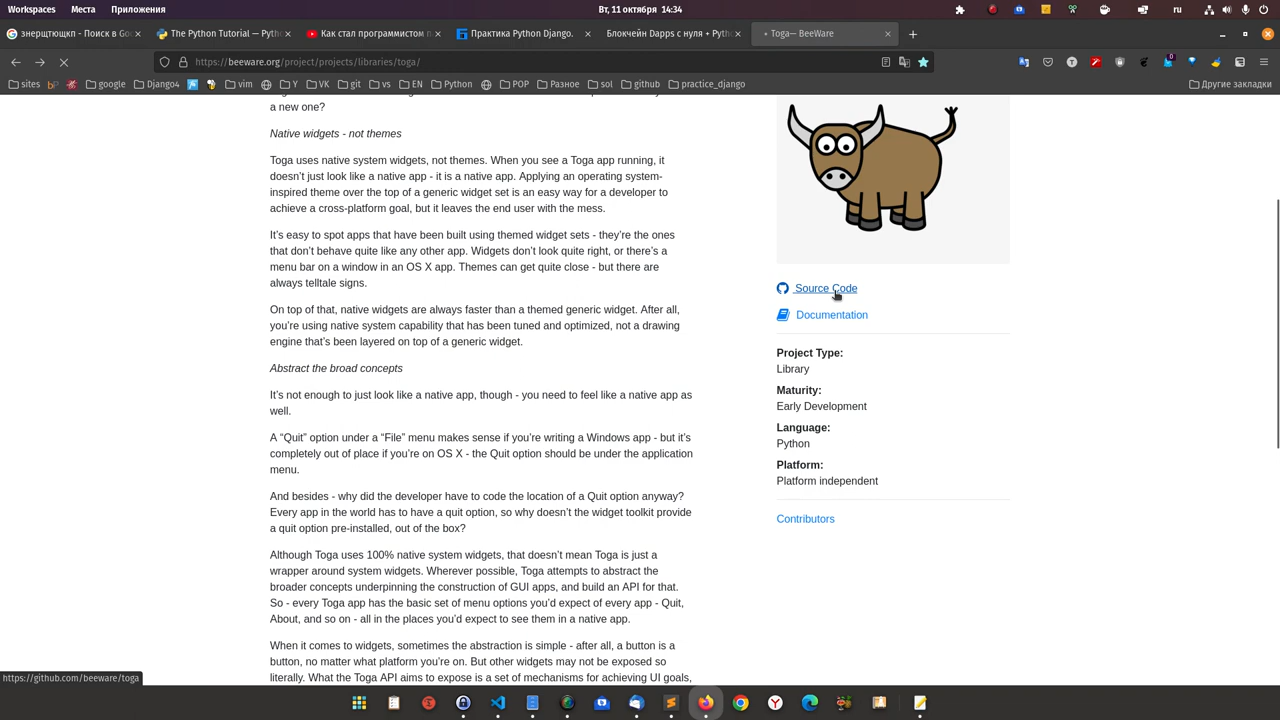 Workspaces Места Приложения Вт, 11 октября 14:34 ru
знерщтющкп - Поиск в Goo
The Python Tutorial — Pyth
Как стал программистом п
Практика Python Django.
Блокчейн Dapps с нуля + Pyth
Toga— BeeWare
https://beeware.org/project/projects/libraries/toga/
sites google Django4 vim Y VK git vs EN Python POP Разное sol github practice_django Другие закладки
a new one?
Native widgets - not themes
Toga uses native system widgets, not themes. When you see a Toga app running, it
doesn’t just look like a native app - it is a native app. Applying an operating system-
inspired theme over the top of a generic widget set is an easy way for a developer to
achieve a cross-platform goal, but it leaves the end user with the mess.
It’s easy to spot apps that have been built using themed widget sets - they’re the ones
that don’t behave quite like any other app. Widgets don’t look quite right, or there’s a
menu bar on a window in an OS X app. Themes can get quite close - but there are
always telltale signs.
On top of that, native widgets are always faster than a themed generic widget. After all,
you’re using native system capability that has been tuned and optimized, not a drawing
engine that’s been layered on top of a generic widget.
Abstract the broad concepts
It’s not enough to just look like a native app, though - you need to feel like a native app as
well.
A “Quit” option under a “File” menu makes sense if you’re writing a Windows app - but it’s
completely out of place if you’re on OS X - the Quit option should be under the application
menu.
And besides - why did the developer have to code the location of a Quit option anyway?
Every app in the world has to have a quit option, so why doesn’t the widget toolkit provide
a quit option pre-installed, out of the box?
Although Toga uses 100% native system widgets, that doesn’t mean Toga is just a
wrapper around system widgets. Wherever possible, Toga attempts to abstract the
broader concepts underpinning the construction of GUI apps, and build an API for that.
So - every Toga app has the basic set of menu options you’d expect of every app - Quit,
About, and so on - all in the places you’d expect to see them in a native app.
When it comes to widgets, sometimes the abstraction is simple - after all, a button is a
button, no matter what platform you’re on. But other widgets may not be exposed so
literally. What the Toga API aims to expose is a set of mechanisms for achieving UI goals,
Source Code
Documentation
Project Type:
Library
Maturity:
Early Development
Language:
Python
Platform:
Platform independent
Contributors
https://github.com/beeware/toga